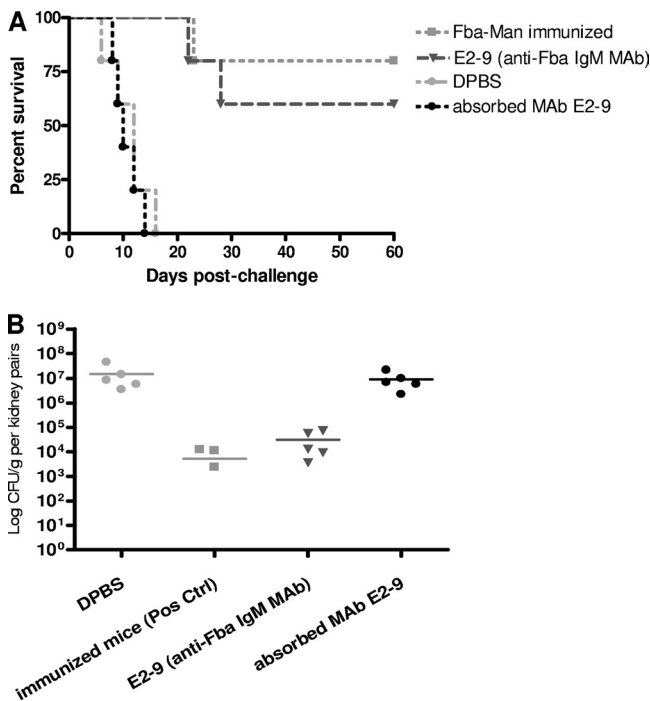 A
Percent survival
100
75
50
25
0
0 10 20 30 40 50 60
Days post-challenge
Fba-Man immunized
E2-9 (anti-Fba IgM MAb)
DPBS
absorbed MAb E2-9
B
Log CFU/g per kidney pairs
10⁹
10⁸
10⁷
10⁶
10⁵
10⁴
10³
10²
10¹
10⁰
DPBS
immunized mice (Pos Ctrl)
E2-9 (anti-Fba IgM MAb)
absorbed MAb E2-9